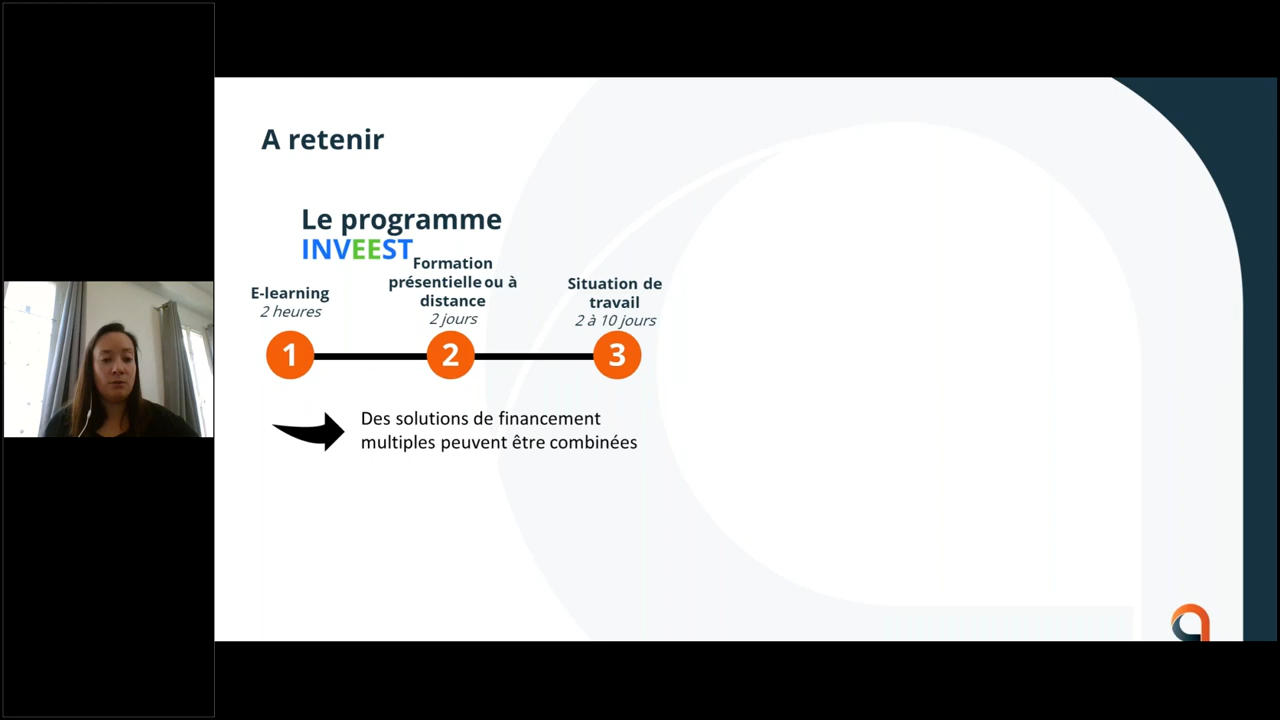 A retenir
Le programme
INVEEST
E-learning
2 heures
Formation
présentielle ou à
distance
2 jours
Situation de
travail
2 à 10 jours
1
2
3
Des solutions de financement
multiples peuvent être combinées